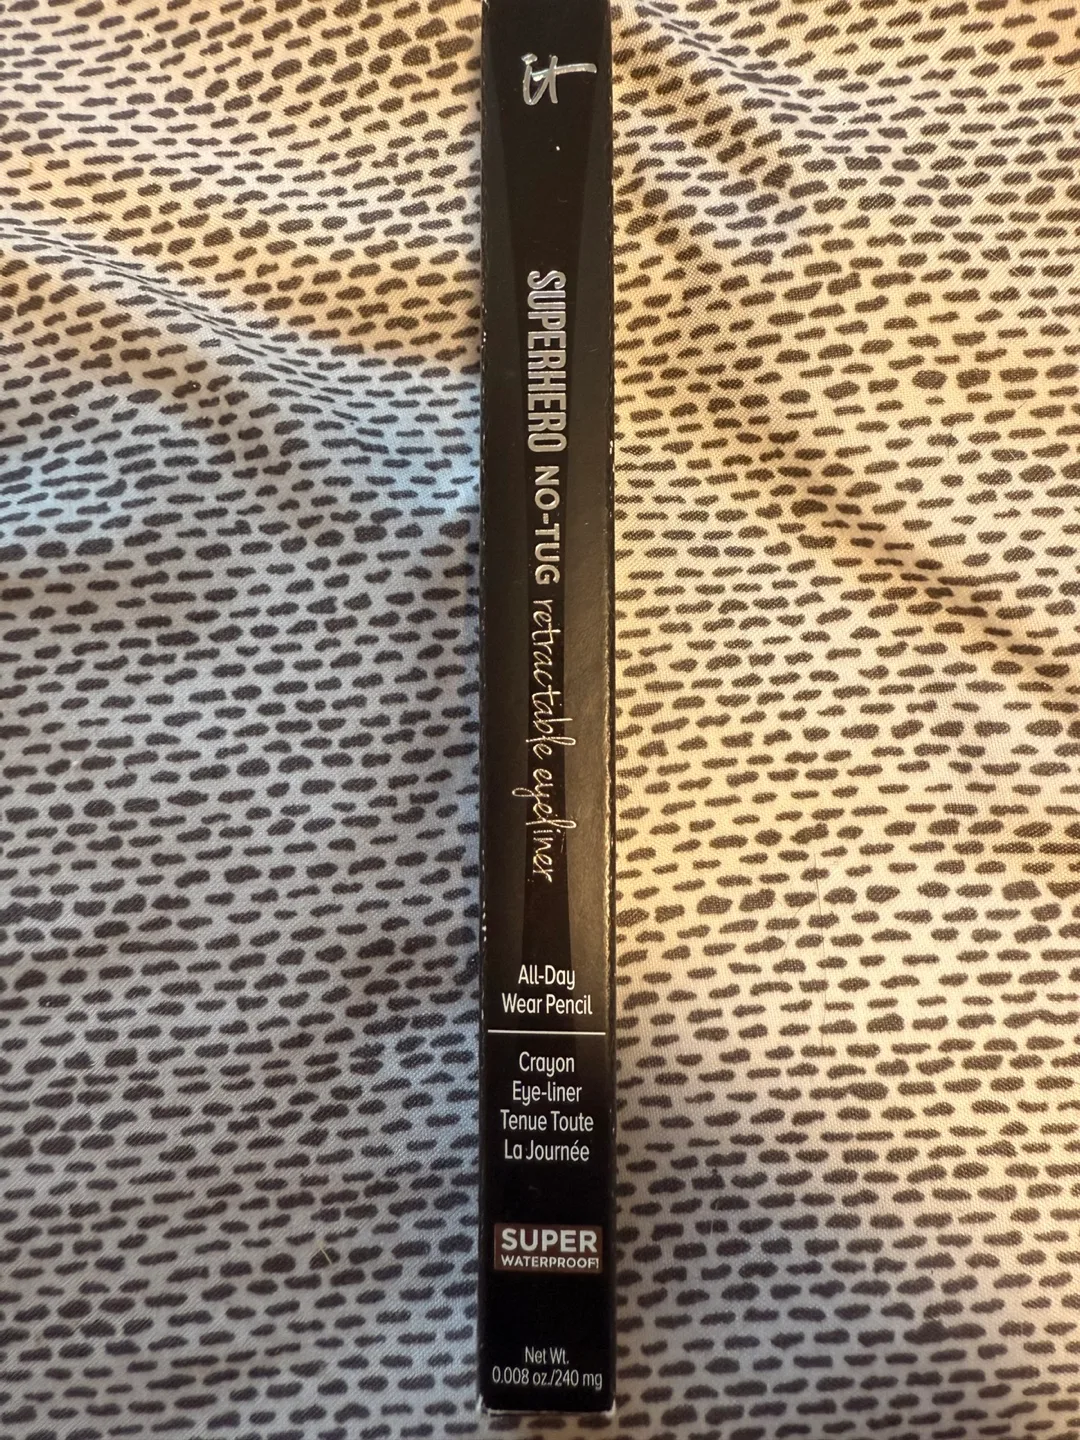 it
SUPERHERO NO-TUG retractable eyeliner
All-Day
Wear Pencil
Crayon
Eye-liner
Tenue Toute
La Journée
SUPER
WATERPROOF!
Net Wt.
0.008 oz./240 mg